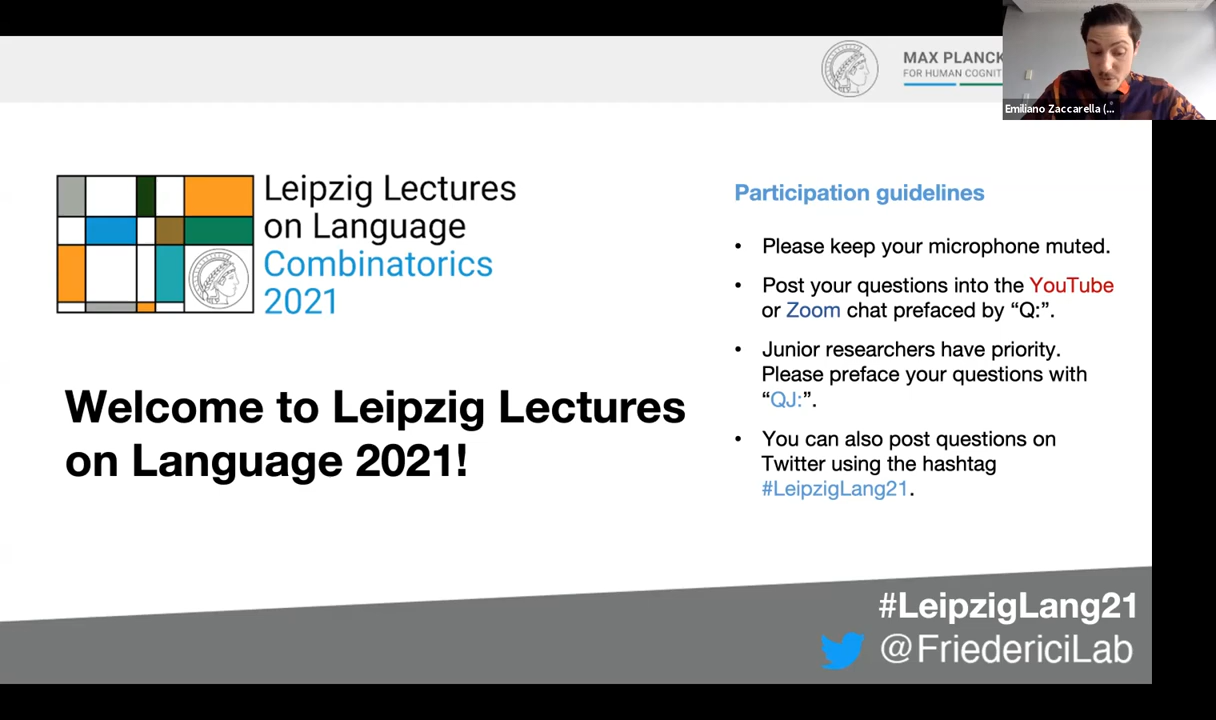 MAX PLANCK
FOR HUMAN COGNIT
Emiliano Zaccarella (...
Leipzig Lectures
on Language
Combinatorics
2021
Welcome to Leipzig Lectures
on Language 2021!
Participation guidelines
• Please keep your microphone muted.
• Post your questions into the YouTube
or Zoom chat prefaced by “Q:”.
• Junior researchers have priority.
Please preface your questions with
“QJ:”.
• You can also post questions on
Twitter using the hashtag
#LeipzigLang21.
#LeipzigLang21
@FriedericiLab